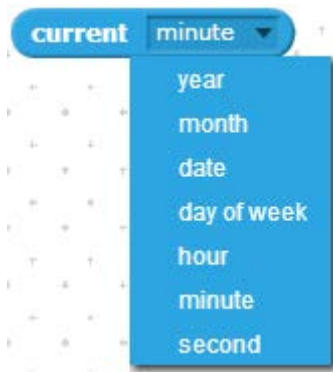 current minute
year
month
date
day of week
hour
minute
second